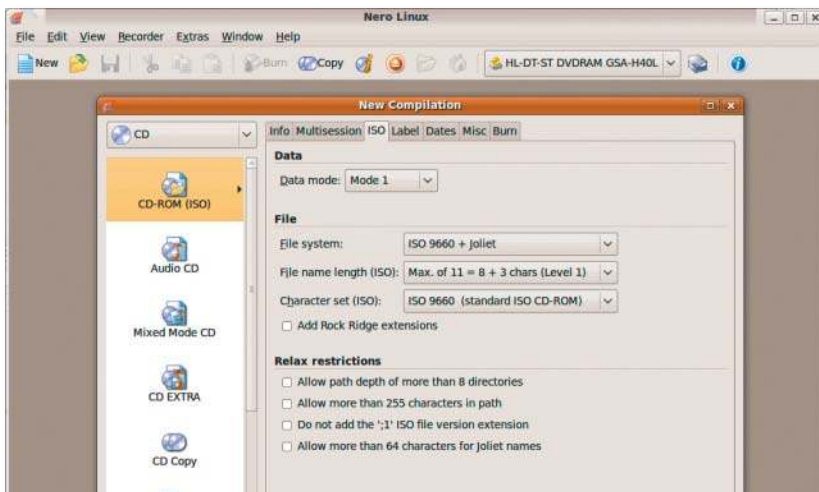 Nero Linux
File Edit View Recorder Extras Window Help
New Burn Copy HL-DT-ST DVDRAM GSA-H40L
New Compilation
CD
CD-ROM (ISO)
Audio CD
Mixed Mode CD
CD EXTRA
CD Copy
Info Multisession ISO Label Dates Misc Burn
Data
Data mode: Mode 1
File
File system: ISO 9660 + Joliet
File name length (ISO): Max. of 11 = 8 + 3 chars (Level 1)
Character set (ISO): ISO 9660 (standard ISO CD-ROM)
Add Rock Ridge extensions
Relax restrictions
Allow path depth of more than 8 directories
Allow more than 255 characters in path
Do not add the ';1' ISO file version extension
Allow more than 64 characters for Joliet names